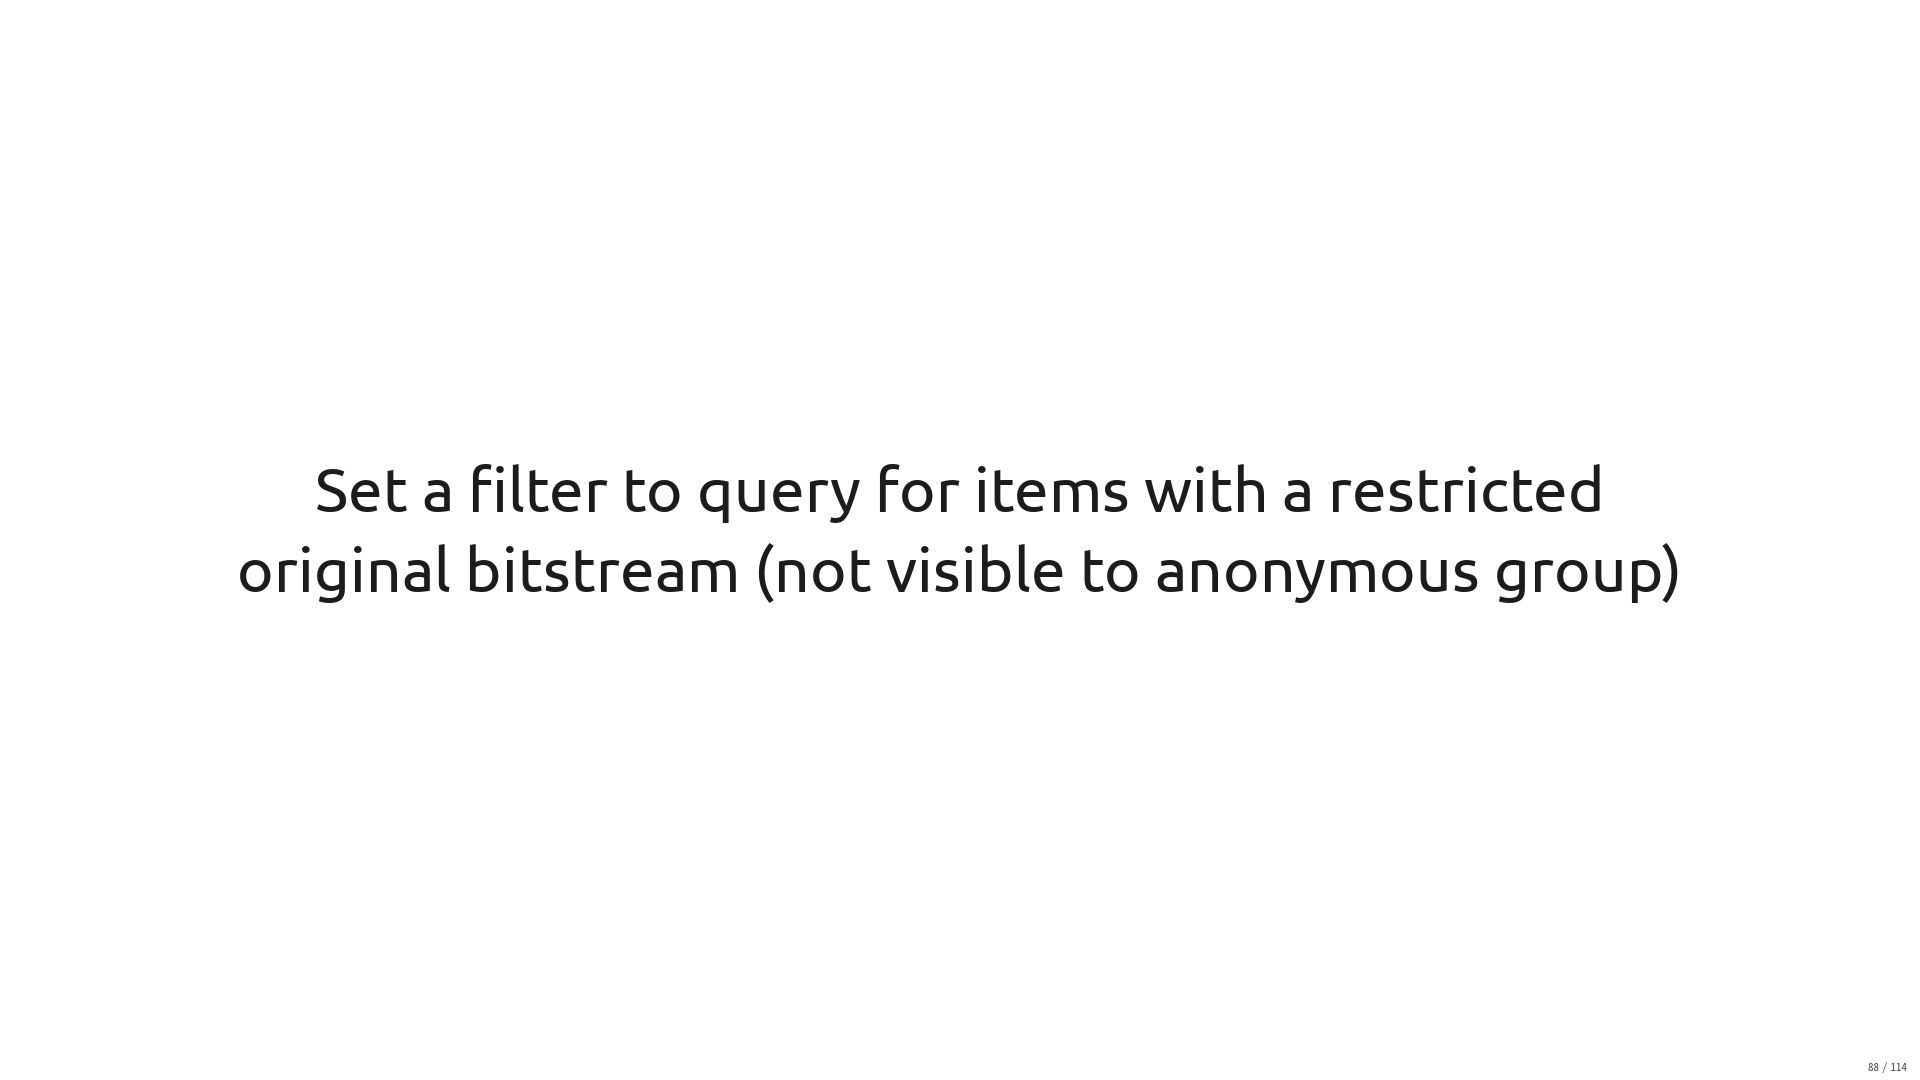 Set a filter to query for items with a restricted
original bitstream (not visible to anonymous group)
88 / 114